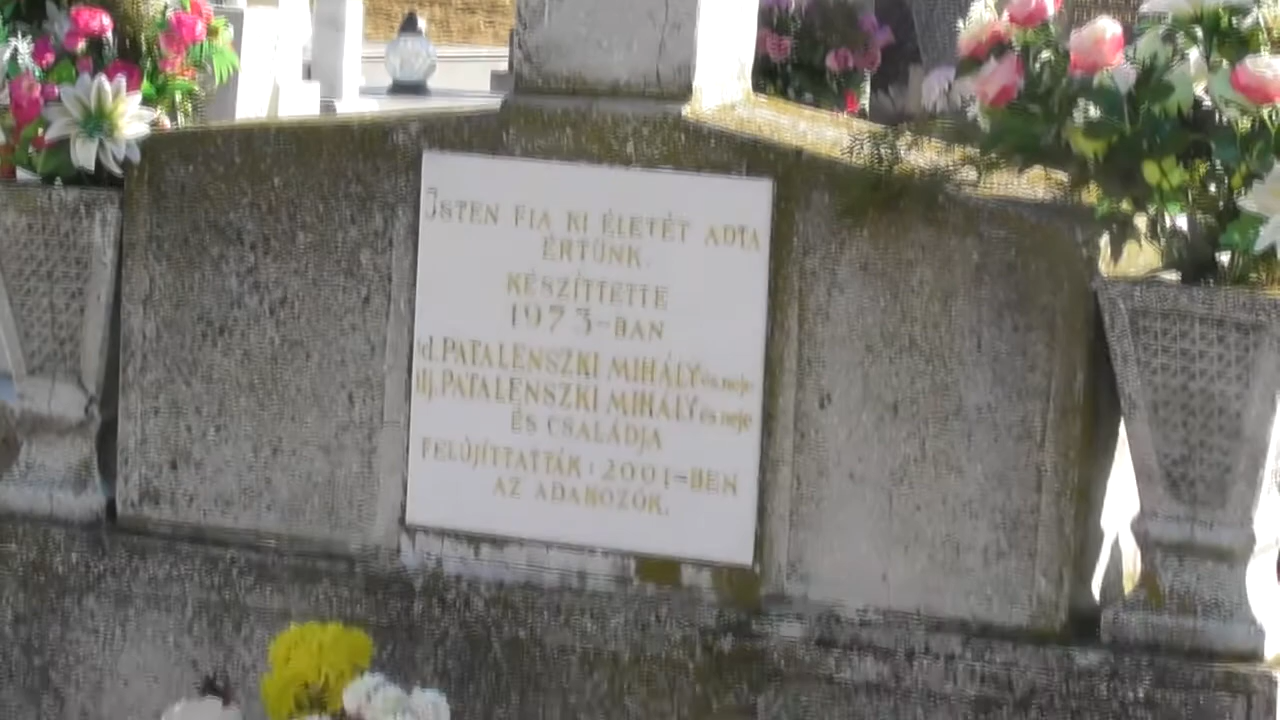 ISTEN FIA KI ÉLETÉT ADTA
ÉRTÜNK.
KÉSZÍTTETTE
1973-BAN
id. PATALENSZKI MIHÁLY és neje
ifj. PATALENSZKI MIHÁLY és neje
ÉS CSALÁDJA
FELÚJÍTTATTÁK: 2001-BEN
AZ ADAKOZÓK.